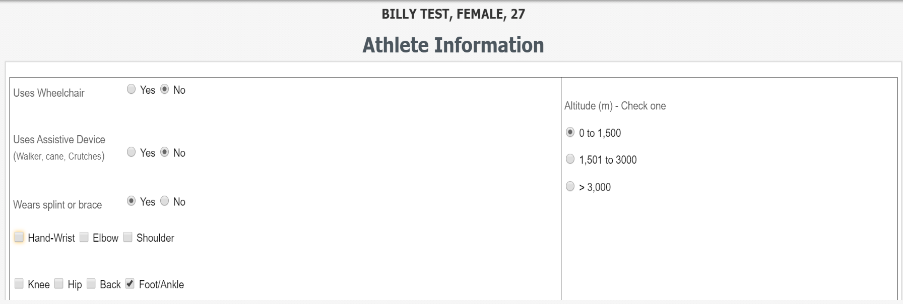 BILLY TEST, FEMALE, 27
Athlete Information
Uses Wheelchair Yes No
Uses Assistive Device
(Walker, cane, Crutches) Yes No
Wears splint or brace Yes No
Hand-Wrist Elbow Shoulder
Knee Hip Back Foot/Ankle
Altitude (m) - Check one
0 to 1,500
1,501 to 3000
> 3,000